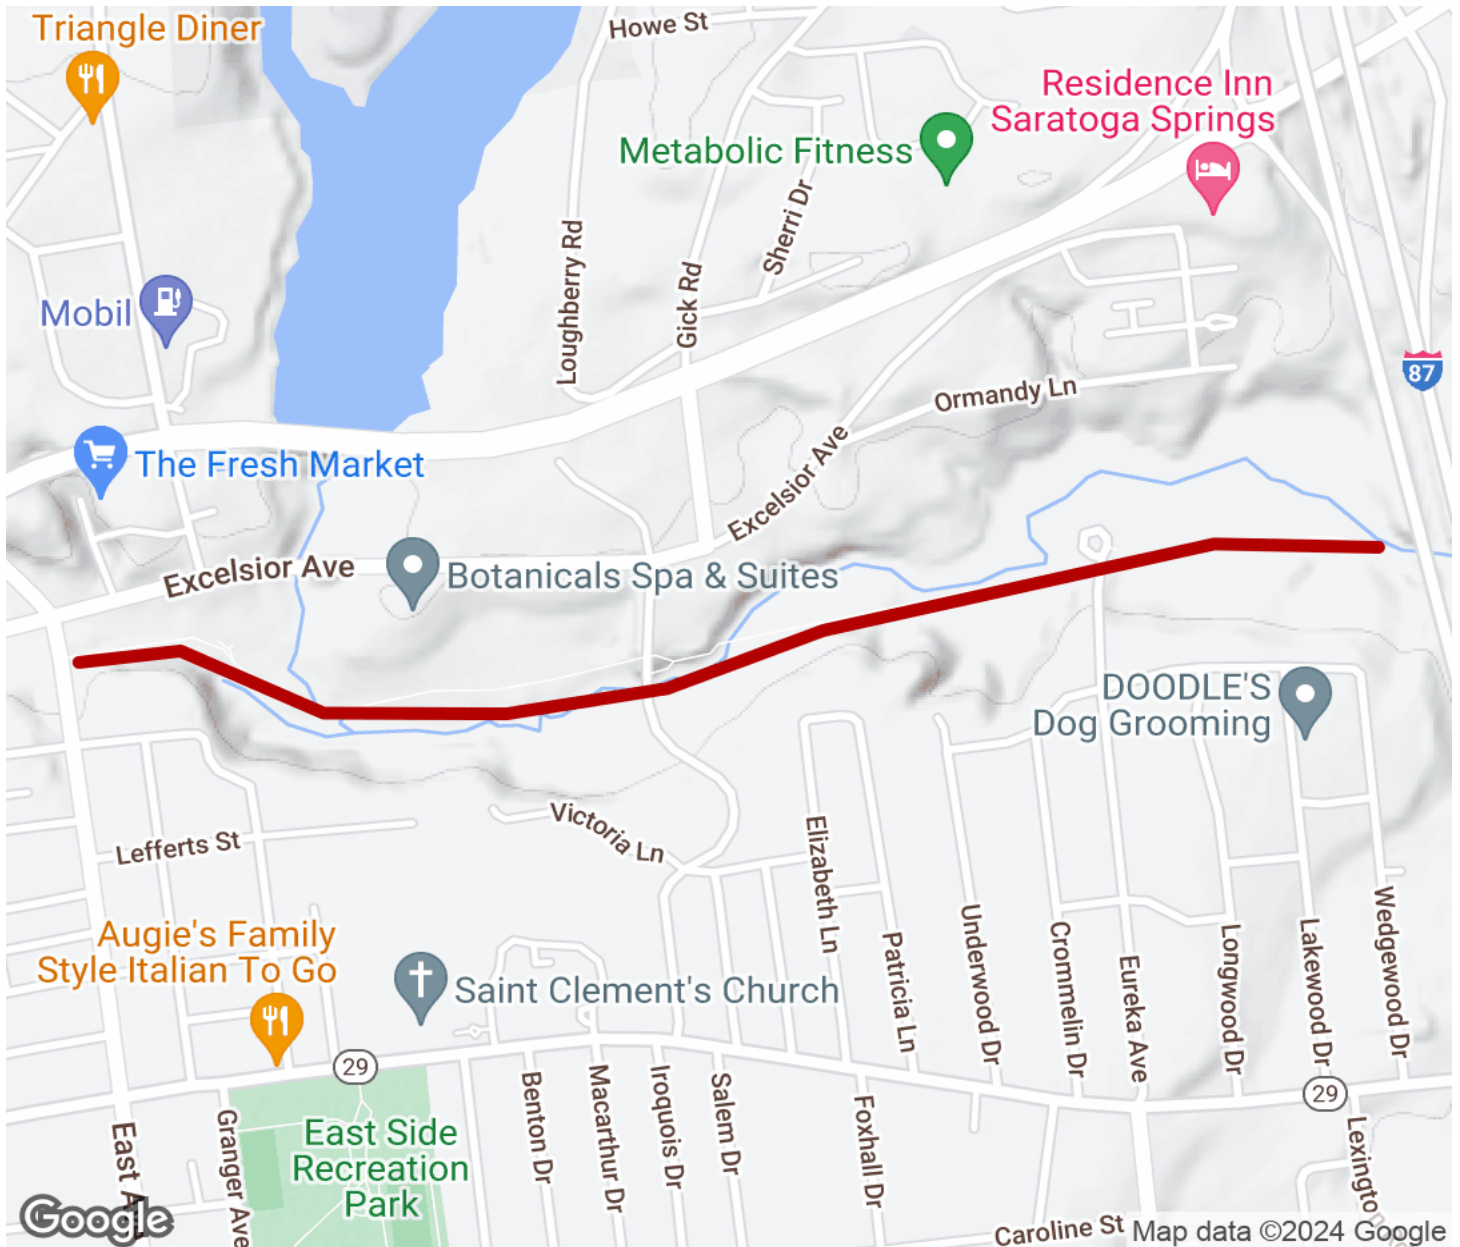 Triangle Diner
Howe St
Residence Inn
Saratoga Springs
Metabolic Fitness
Sherri Dr
Loughberry Rd
Gick Rd
Mobil
87
Ormandy Ln
The Fresh Market
Excelsior Ave
Excelsior Ave
Botanicals Spa & Suites
DOODLE'S
Dog Grooming
Victoria Ln
Lefferts St
Elizabeth Ln
Augie's Family
Style Italian To Go
Saint Clement's Church
Patricia Ln
Underwood Dr
Crommelin Dr
Eureka Ave
Longwood Dr
Lakewood Dr
Wedgewood Dr
29
29
East Side
Recreation
Park
Granger Ave
Benton Dr
Macarthur Dr
Iroquois Dr
Salem Dr
Foxhall Dr
Lexington
East
Caroline St
Google
Map data ©2024 Google